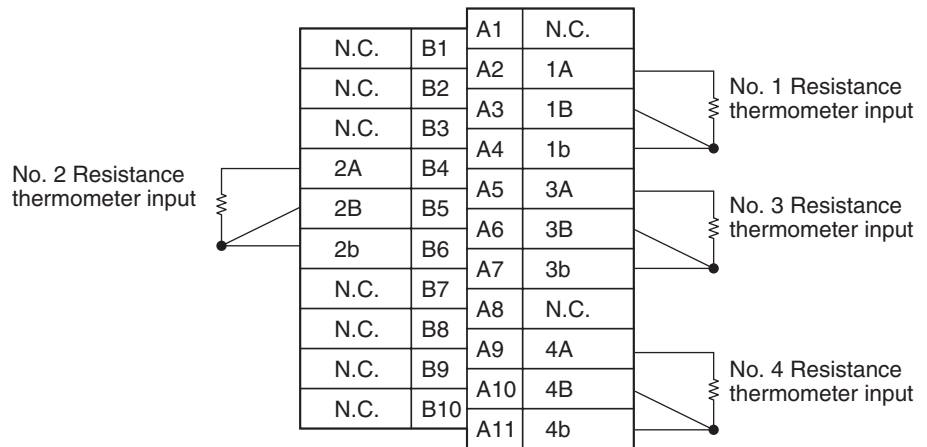 A1 N.C.
N.C. B1
A2 1A
N.C. B2
A3 1B
N.C. B3
A4 1b
2A B4
A5 3A
2B B5
A6 3B
2b B6
A7 3b
N.C. B7
A8 N.C.
N.C. B8
A9 4A
N.C. B9
A10 4B
N.C. B10
A11 4b
No. 1 Resistance
thermometer input
No. 2 Resistance
thermometer input
No. 3 Resistance
thermometer input
No. 4 Resistance
thermometer input